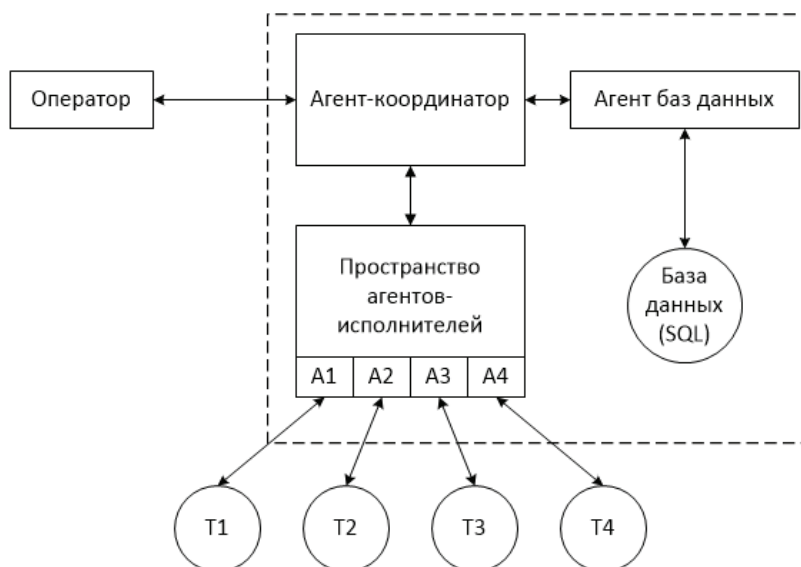 Оператор
Агент-координатор
Агент баз данных
Пространство
агентов-
исполнителей
База
данных
(SQL)
A1
A2
A3
A4
T1
T2
T3
T4